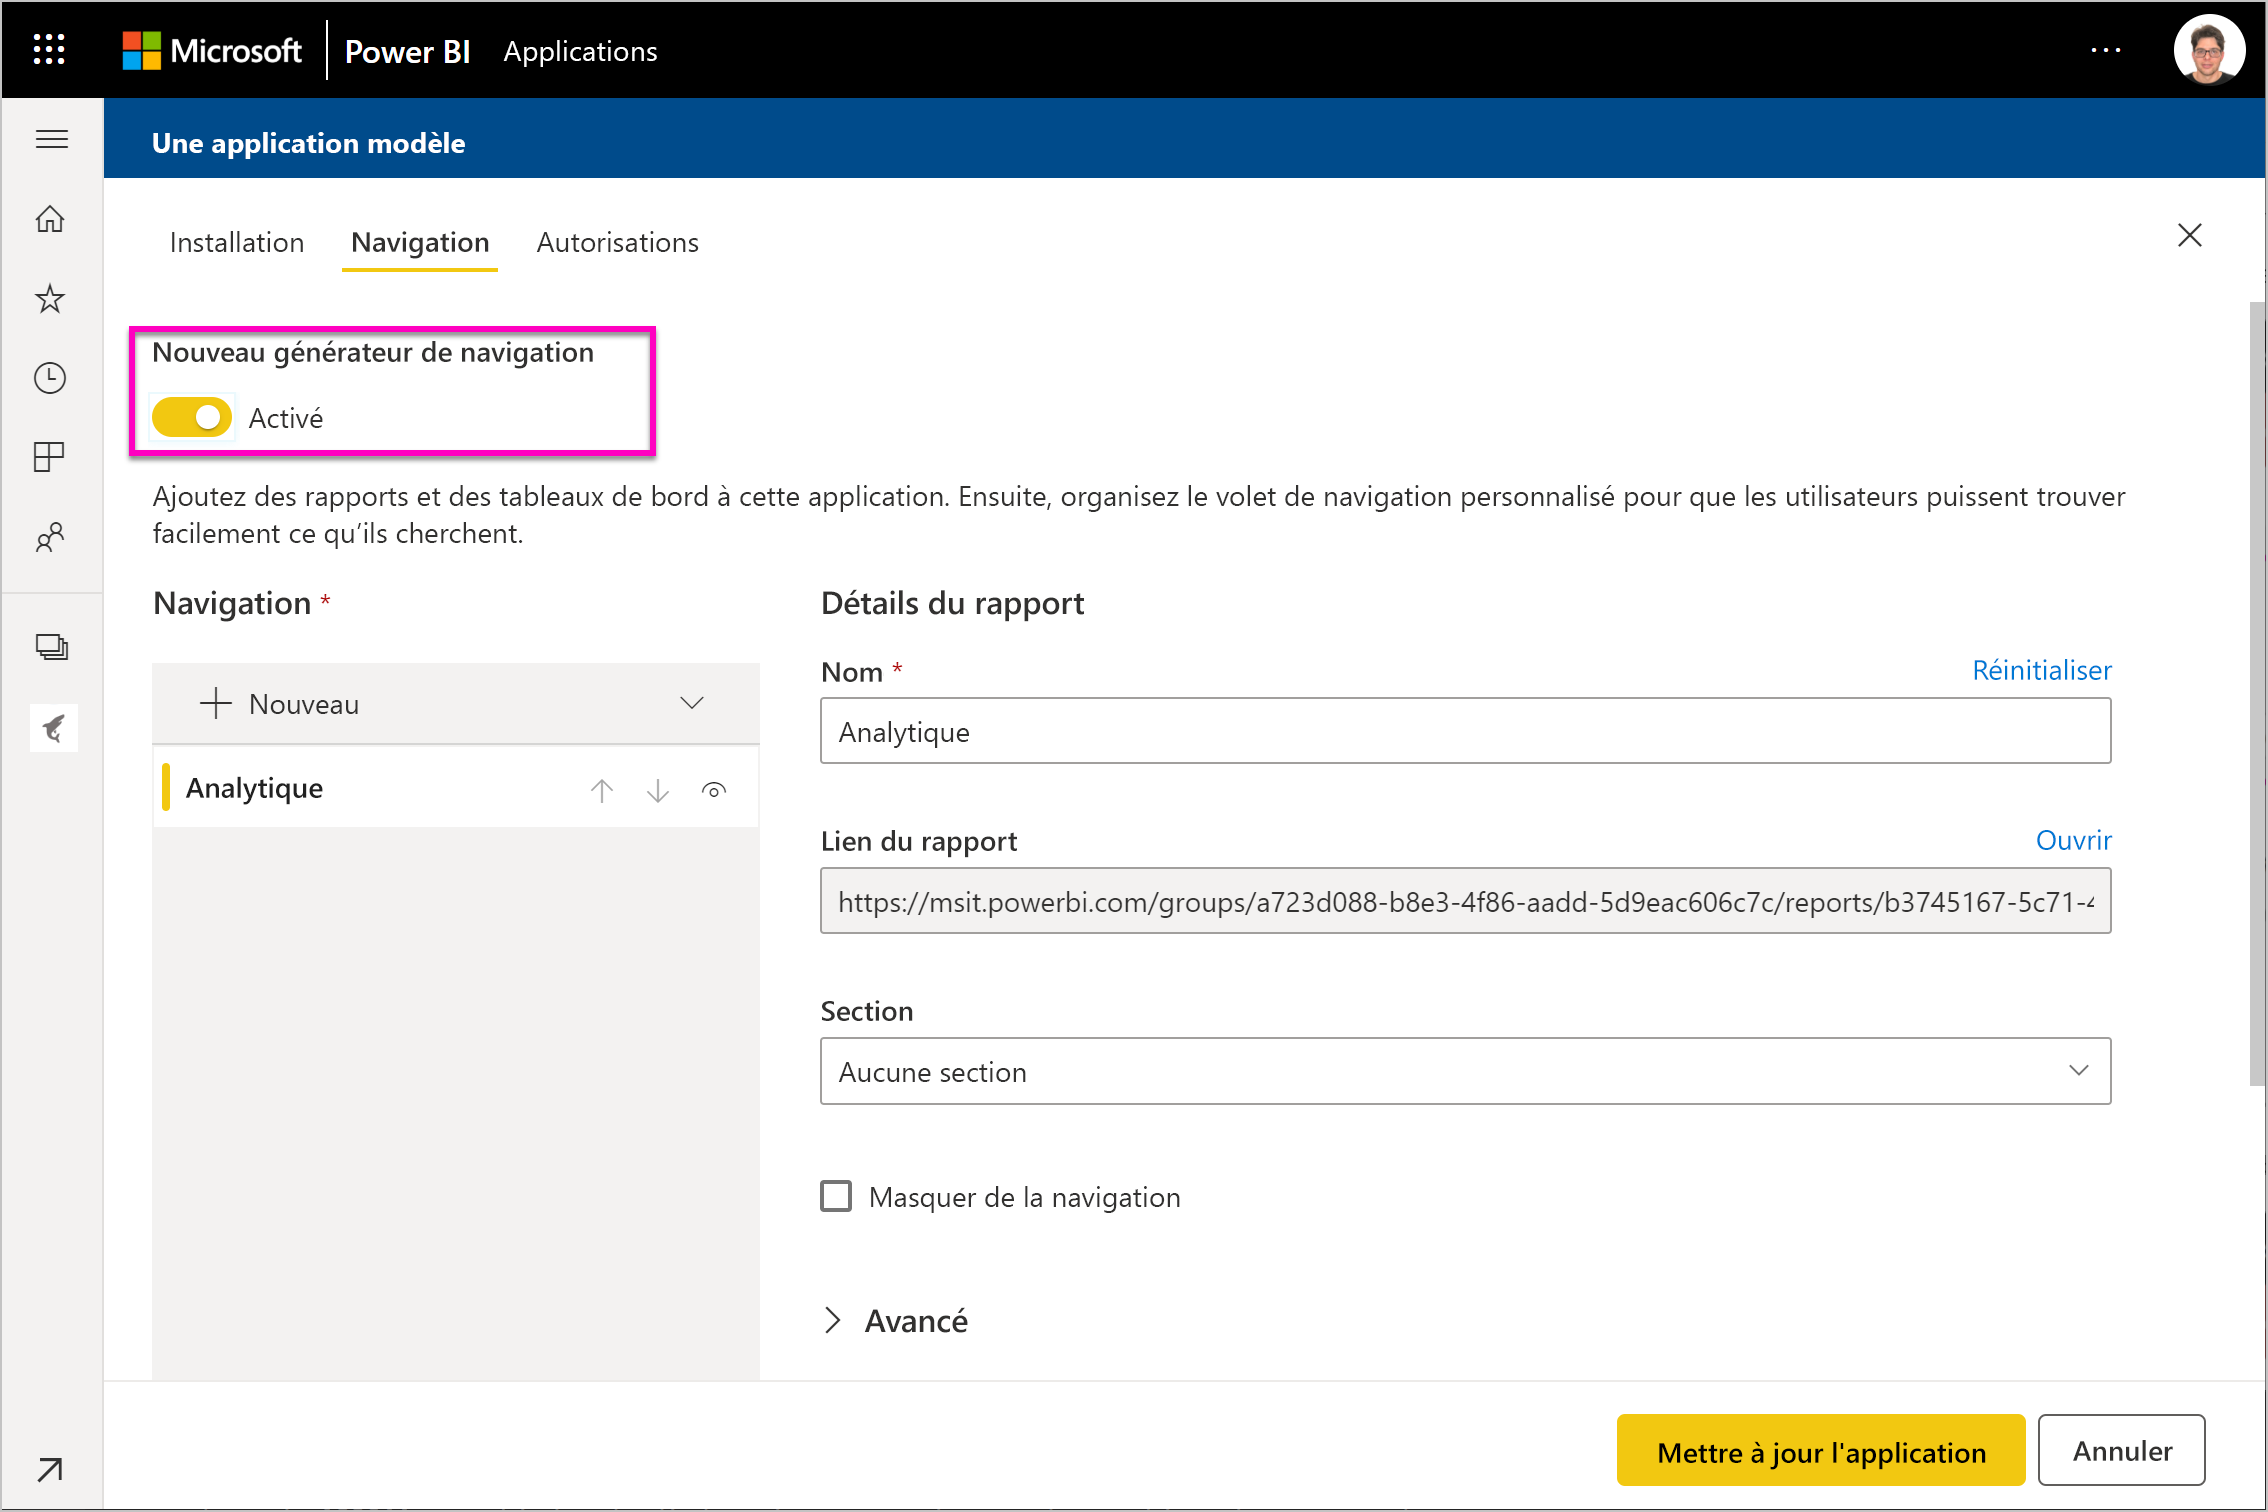 Microsoft Power BI Applications
Une application modèle
Installation Navigation Autorisations
Nouveau générateur de navigation
Activé
Ajoutez des rapports et des tableaux de bord à cette application. Ensuite, organisez le volet de navigation personnalisé pour que les utilisateurs puissent trouver
facilement ce qu’ils cherchent.
Navigation *
Nouveau
Analytique
Détails du rapport
Nom *
Réinitialiser
Analytique
Lien du rapport
Ouvrir
https://msit.powerbi.com/groups/a723d088-b8e3-4f86-aadd-5d9eac606c7c/reports/b3745167-5c71-4
Section
Aucune section
Masquer de la navigation
Avancé
Mettre à jour l'application
Annuler